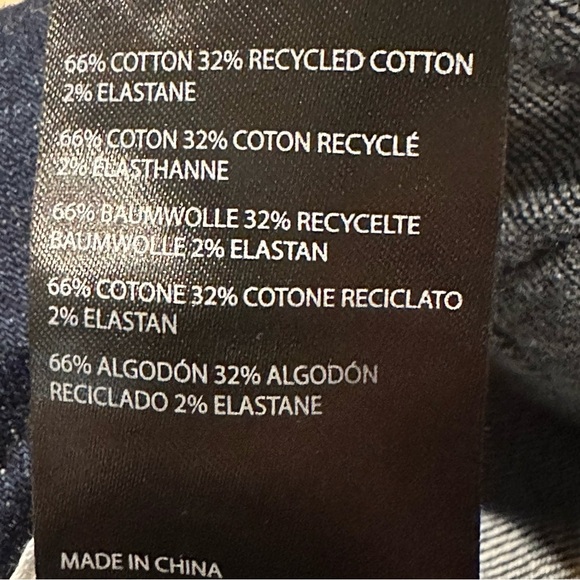 66% COTTON 32% RECYCLED COTTON
2% ELASTANE
66% COTON 32% COTON RECYCLÉ
2% ELASTHANNE
66% BAUMWOLLE 32% RECYCELTE
BAUMWOLLE 2% ELASTAN
66% COTONE 32% COTONE RECICLATO
2% ELASTAN
66% ALGODÓN 32% ALGODÓN
RECICLADO 2% ELASTANE
MADE IN CHINA